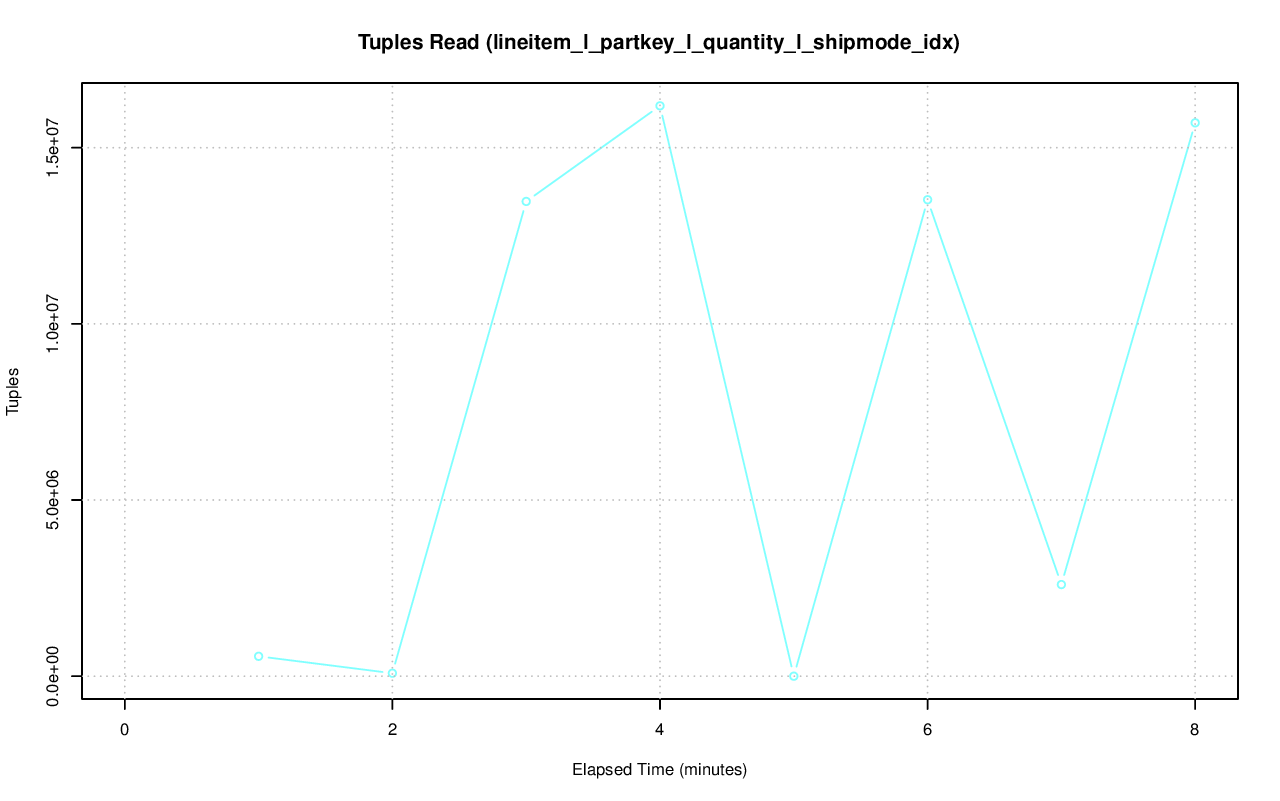 Tuples Read (lineitem_l_partkey_l_quantity_l_shipmode_idx)
1.5e+07
1.0e+07
5.0e+06
0.0e+00
Tuples
0 2 4 6 8
Elapsed Time (minutes)